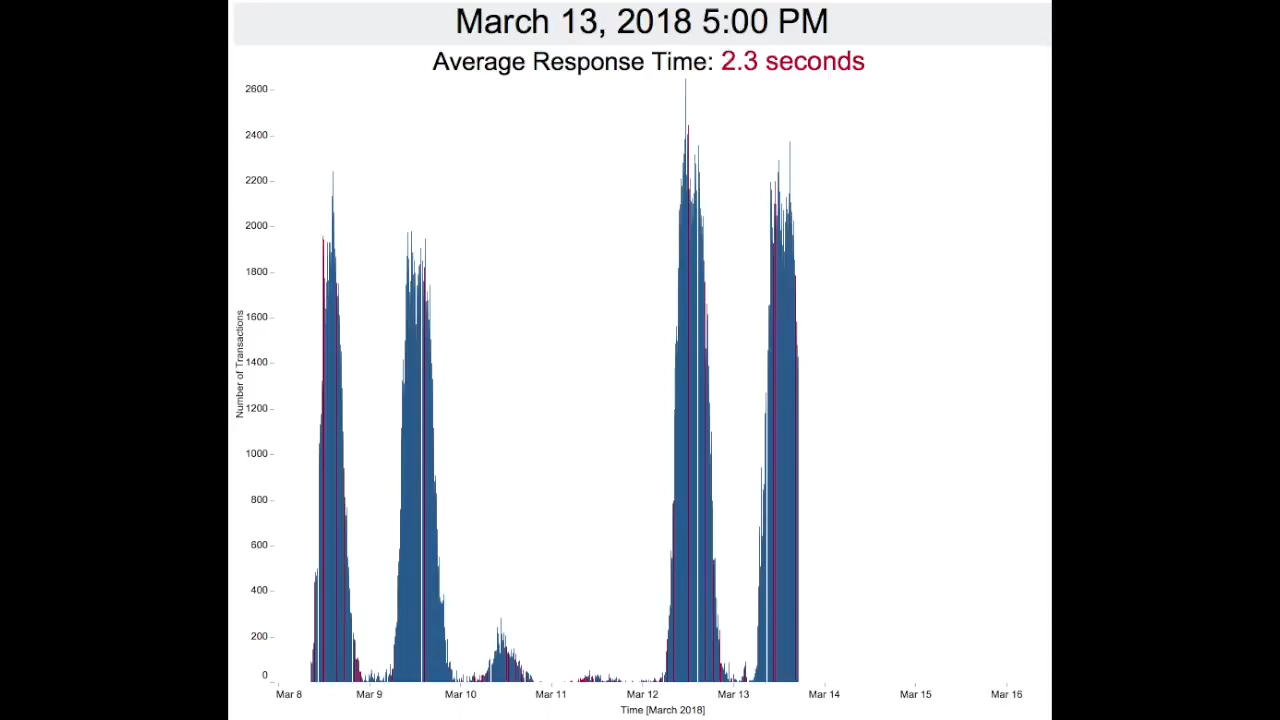 March 13, 2018 5:00 PM
Average Response Time: 2.3 seconds
2600
2400
2200
2000
1800
1600
1400
1200
1000
800
600
400
200
0
Number of Transactions
Mar 8 Mar 9 Mar 10 Mar 11 Mar 12 Mar 13 Mar 14 Mar 15 Mar 16
Time [March 2018]